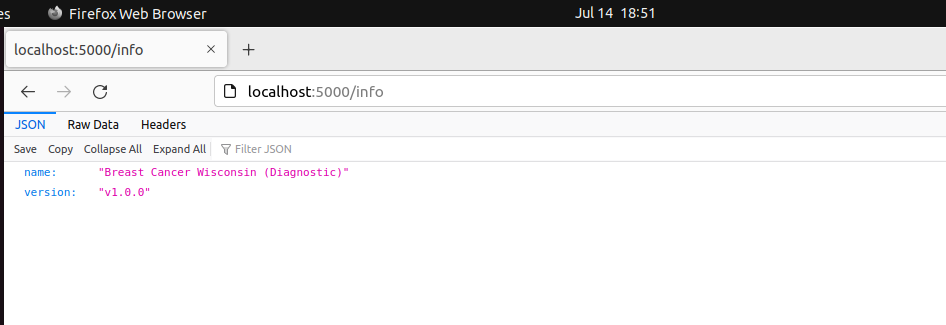 es Firefox Web Browser Jul 14 18:51
localhost:5000/info
localhost:5000/info
JSON Raw Data Headers
Save Copy Collapse All Expand All Filter JSON
name: "Breast Cancer Wisconsin (Diagnostic)"
version: "v1.0.0"